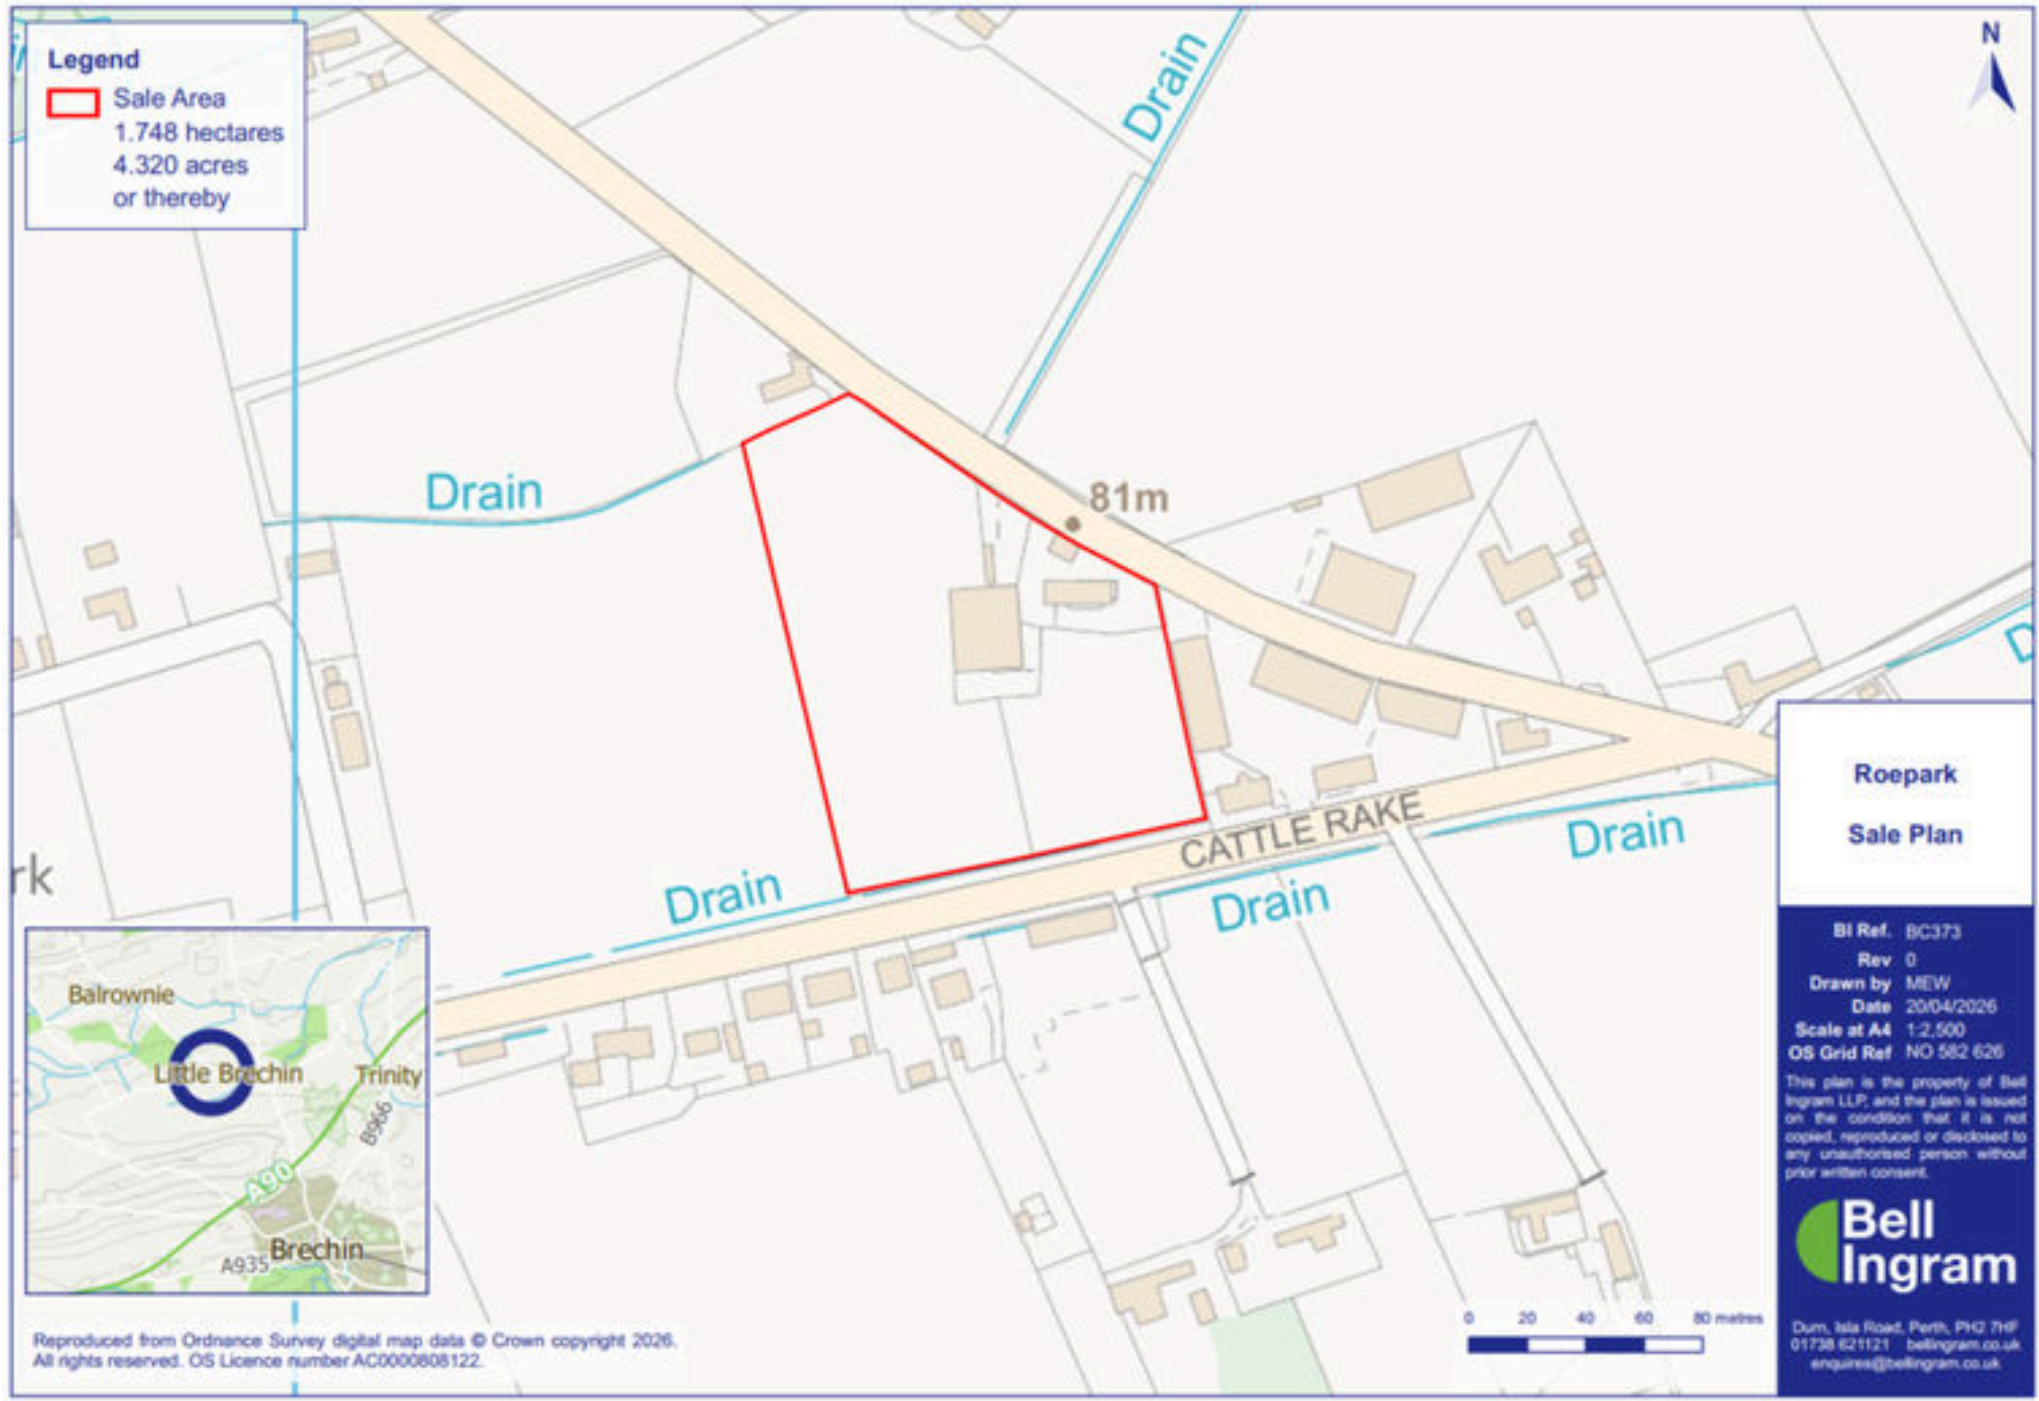 Legend
Sale Area
1.748 hectares
4.320 acres
or thereby
N
Drain
Drain
81m
D
rk
CATTLE RAKE
Drain
Drain
Drain
Roepark
Sale Plan
Balrownie
Little Brechin
Trinity
B966
A90
Brechin
A935
BI Ref. BC373
Rev 0
Drawn by MEW
Date 20/04/2026
Scale at A4 1:2,500
OS Grid Ref NO 582 626
This plan is the property of Bell
Ingram LLP, and the plan is issued
on the condition that it is not
copied, reproduced or disclosed to
any unauthorised person without
prior written consent.
Bell
Ingram
Durn, Isla Road, Perth, PH2 7HF
01738 621121 bellingram.co.uk
enquires@bellingram.co.uk
0 20 40 60 80 metres
Reproduced from Ordnance Survey digital map data © Crown copyright 2026.
All rights reserved. OS Licence number AC0000808122.